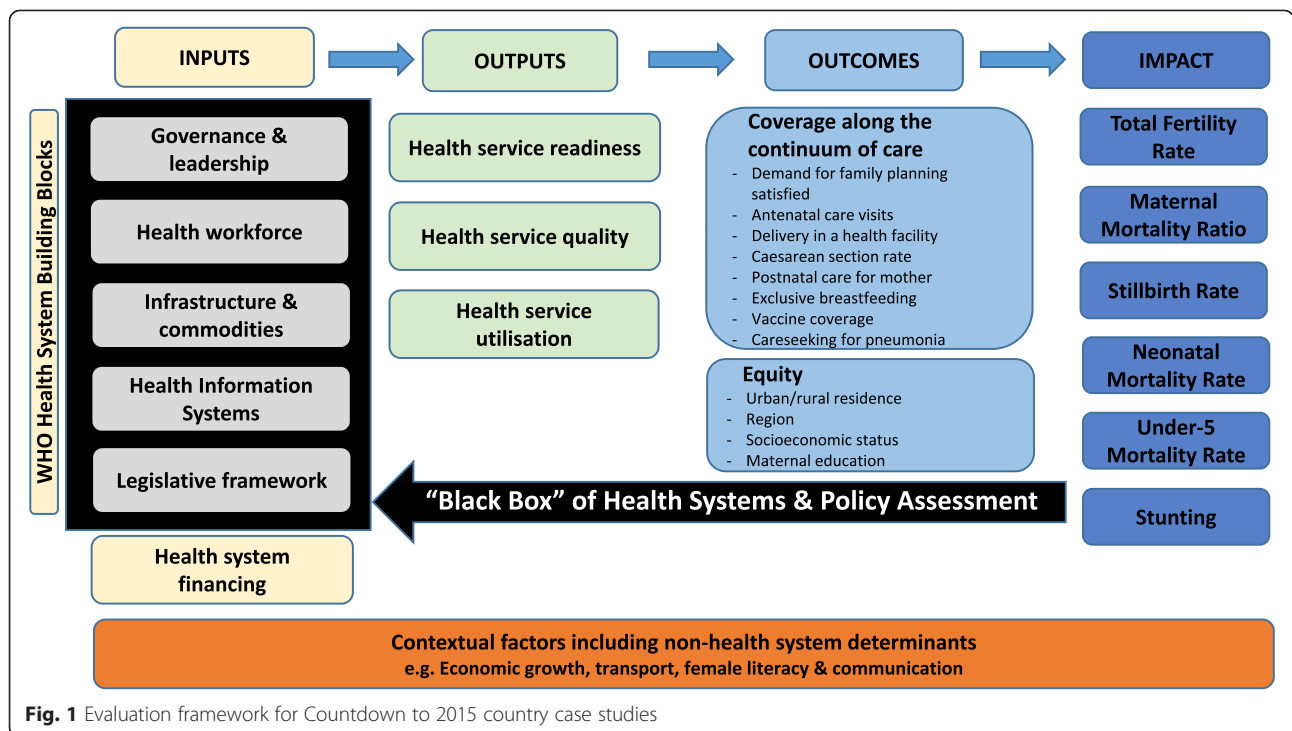 INPUTS
OUTPUTS
OUTCOMES
IMPACT
WHO Health System Building Blocks
Governance &
leadership
Health workforce
Infrastructure &
commodities
Health Information
Systems
Legislative framework
Health system
financing
Health service readiness
Health service quality
Health service
utilisation
Coverage along the
continuum of care
- Demand for family planning
satisfied
- Antenatal care visits
- Delivery in a health facility
- Caesarean section rate
- Postnatal care for mother
- Exclusive breastfeeding
- Vaccine coverage
- Careseeking for pneumonia
Equity
- Urban/rural residence
- Region
- Socioeconomic status
- Maternal education
Total Fertility
Rate
Maternal
Mortality Ratio
Stillbirth Rate
Neonatal
Mortality Rate
Under-5
Mortality Rate
Stunting
“Black Box” of Health Systems & Policy Assessment
Contextual factors including non-health system determinants
e.g. Economic growth, transport, female literacy & communication
Fig. 1 Evaluation framework for Countdown to 2015 country case studies